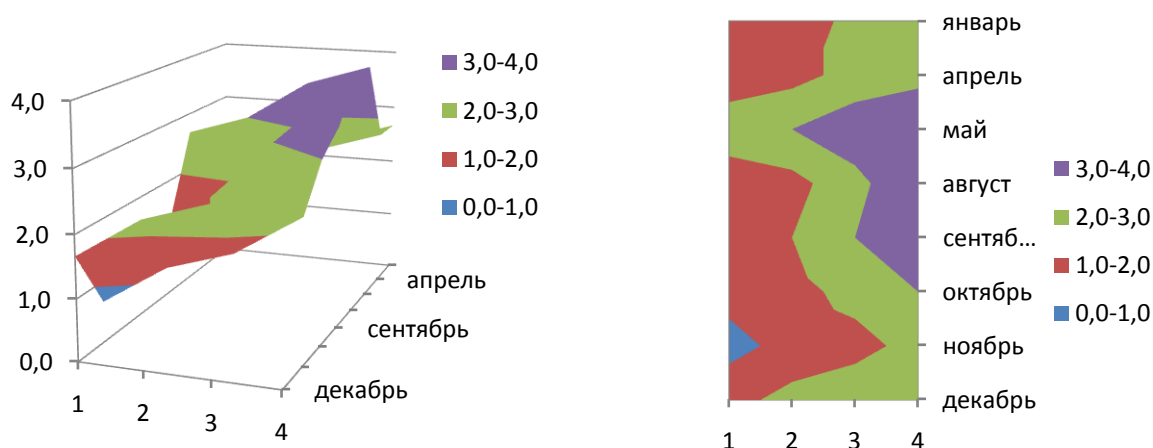 4,0
3,0
2,0
1,0
0,0
1
2
3
4
апрель
сентябрь
декабрь
3,0-4,0
2,0-3,0
1,0-2,0
0,0-1,0
январь
апрель
май
август
сентяб...
октябрь
ноябрь
декабрь
1
2
3
4
3,0-4,0
2,0-3,0
1,0-2,0
0,0-1,0